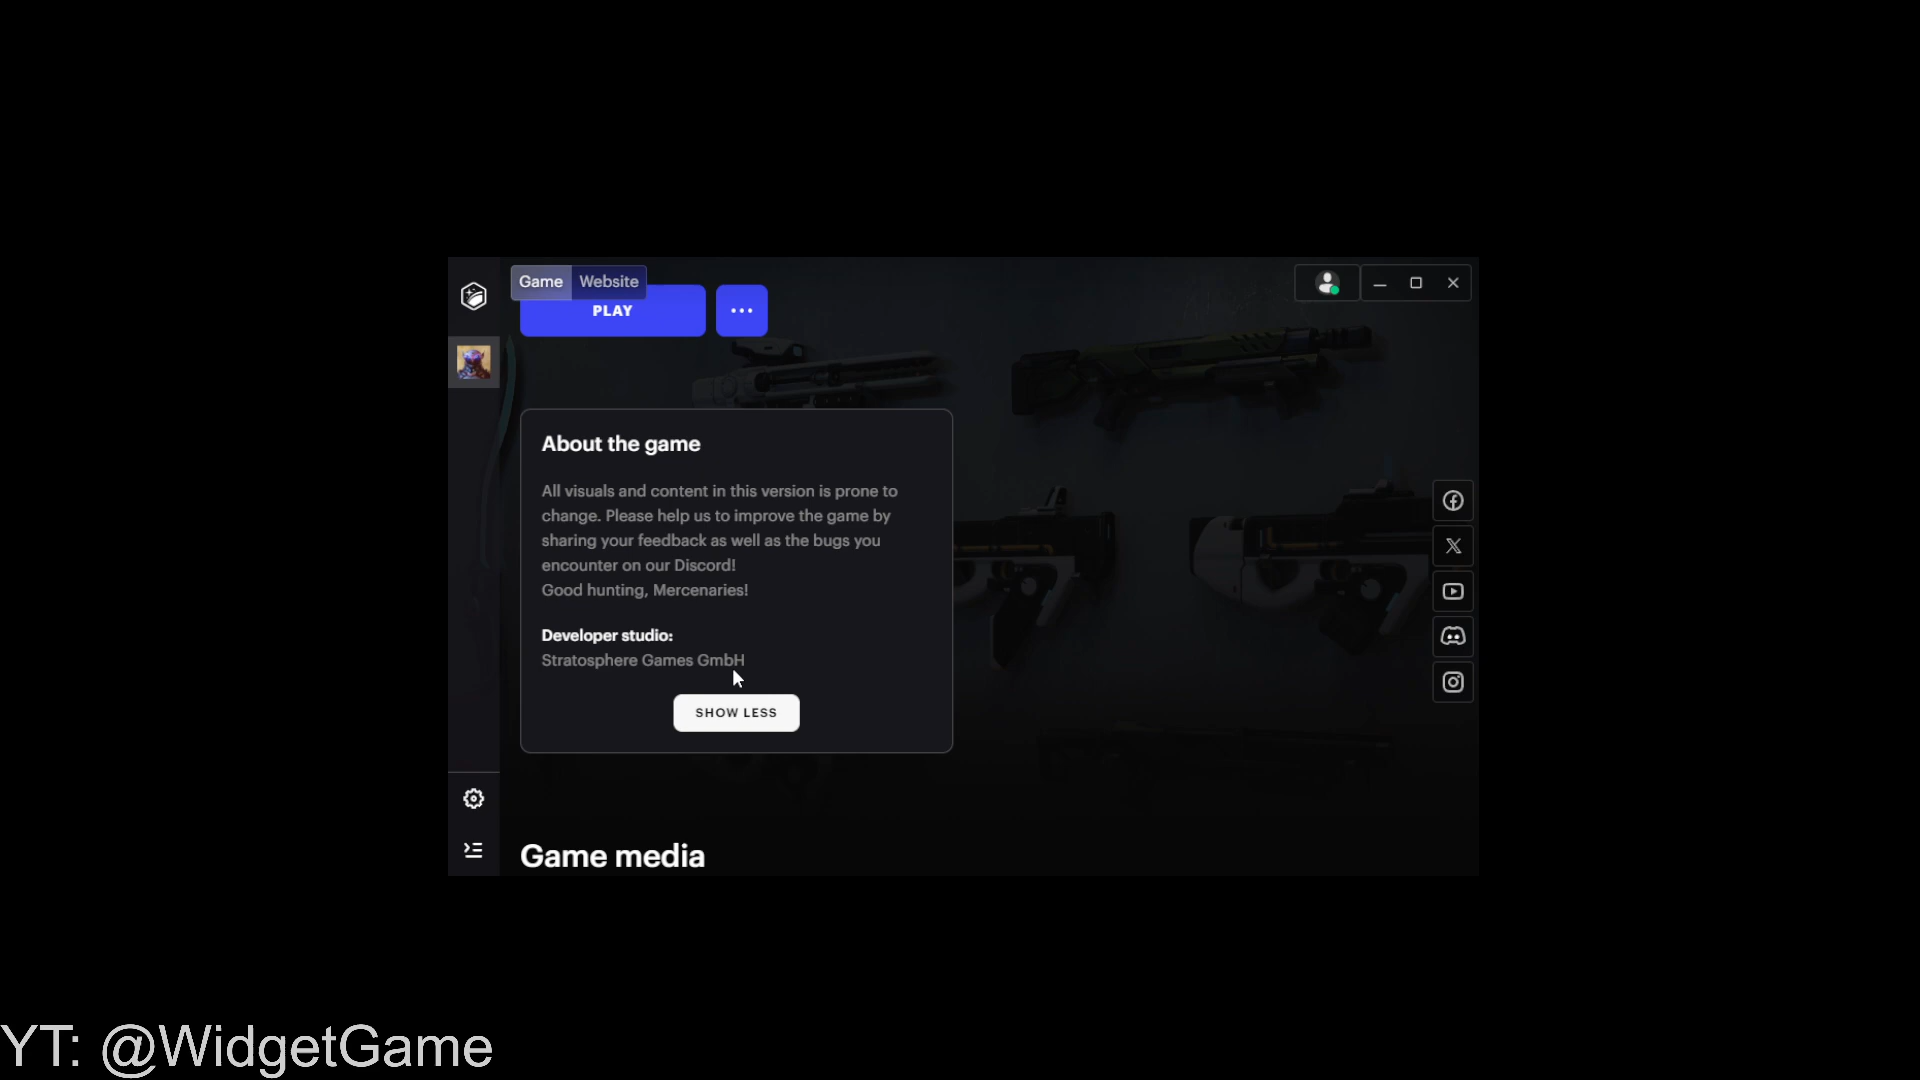 Game Website
PLAY
About the game
All visuals and content in this version is prone to
change. Please help us to improve the game by
sharing your feedback as well as the bugs you
encounter on our Discord!
Good hunting, Mercenaries!
Developer studio:
Stratosphere Games GmbH
SHOW LESS
Game media
YT: @WidgetGame